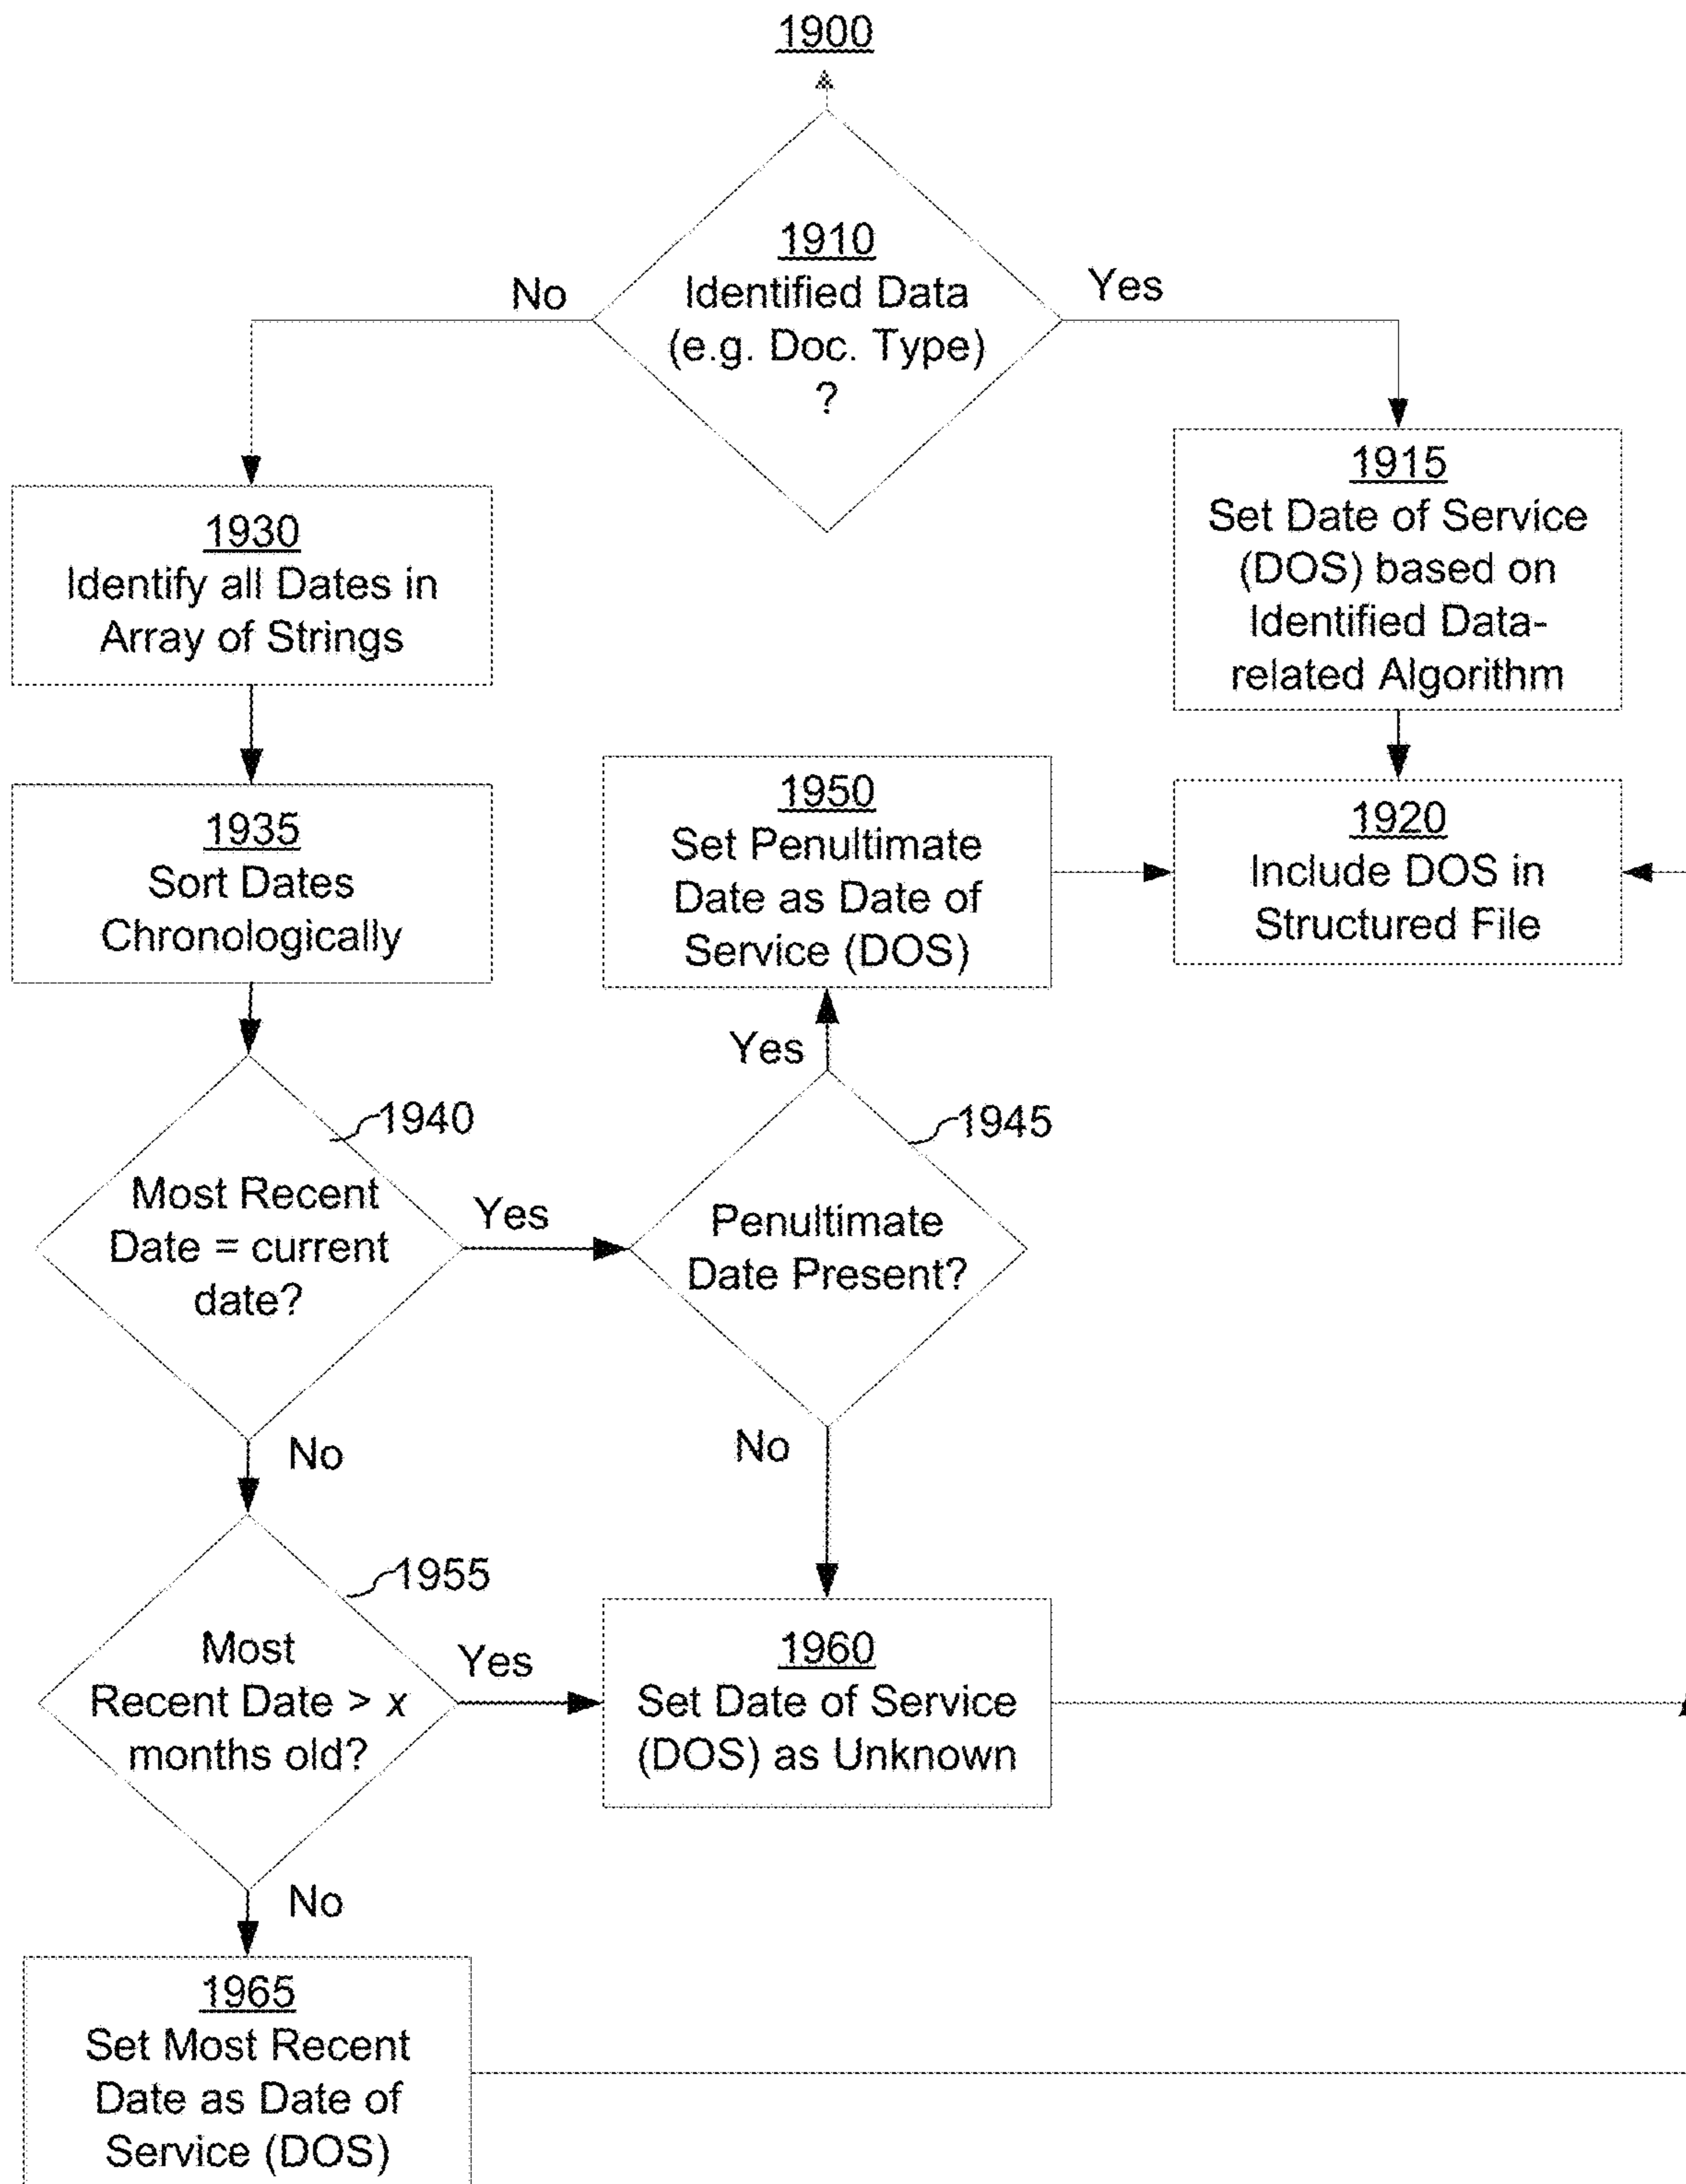 1900
1910
Identified Data
(e.g. Doc. Type)
?
No
Yes
1915
Set Date of Service
(DOS) based on
Identified Data-
related Algorithm
1930
Identify all Dates in
Array of Strings
1950
Set Penultimate
Date as Date of
Service (DOS)
1920
Include DOS in
Structured File
1935
Sort Dates
Chronologically
Yes
1940
Most Recent
Date = current
date?
Yes
1945
Penultimate
Date Present?
No
No
1955
Most
Recent Date > x
months old?
Yes
1960
Set Date of Service
(DOS) as Unknown
No
1965
Set Most Recent
Date as Date of
Service (DOS)